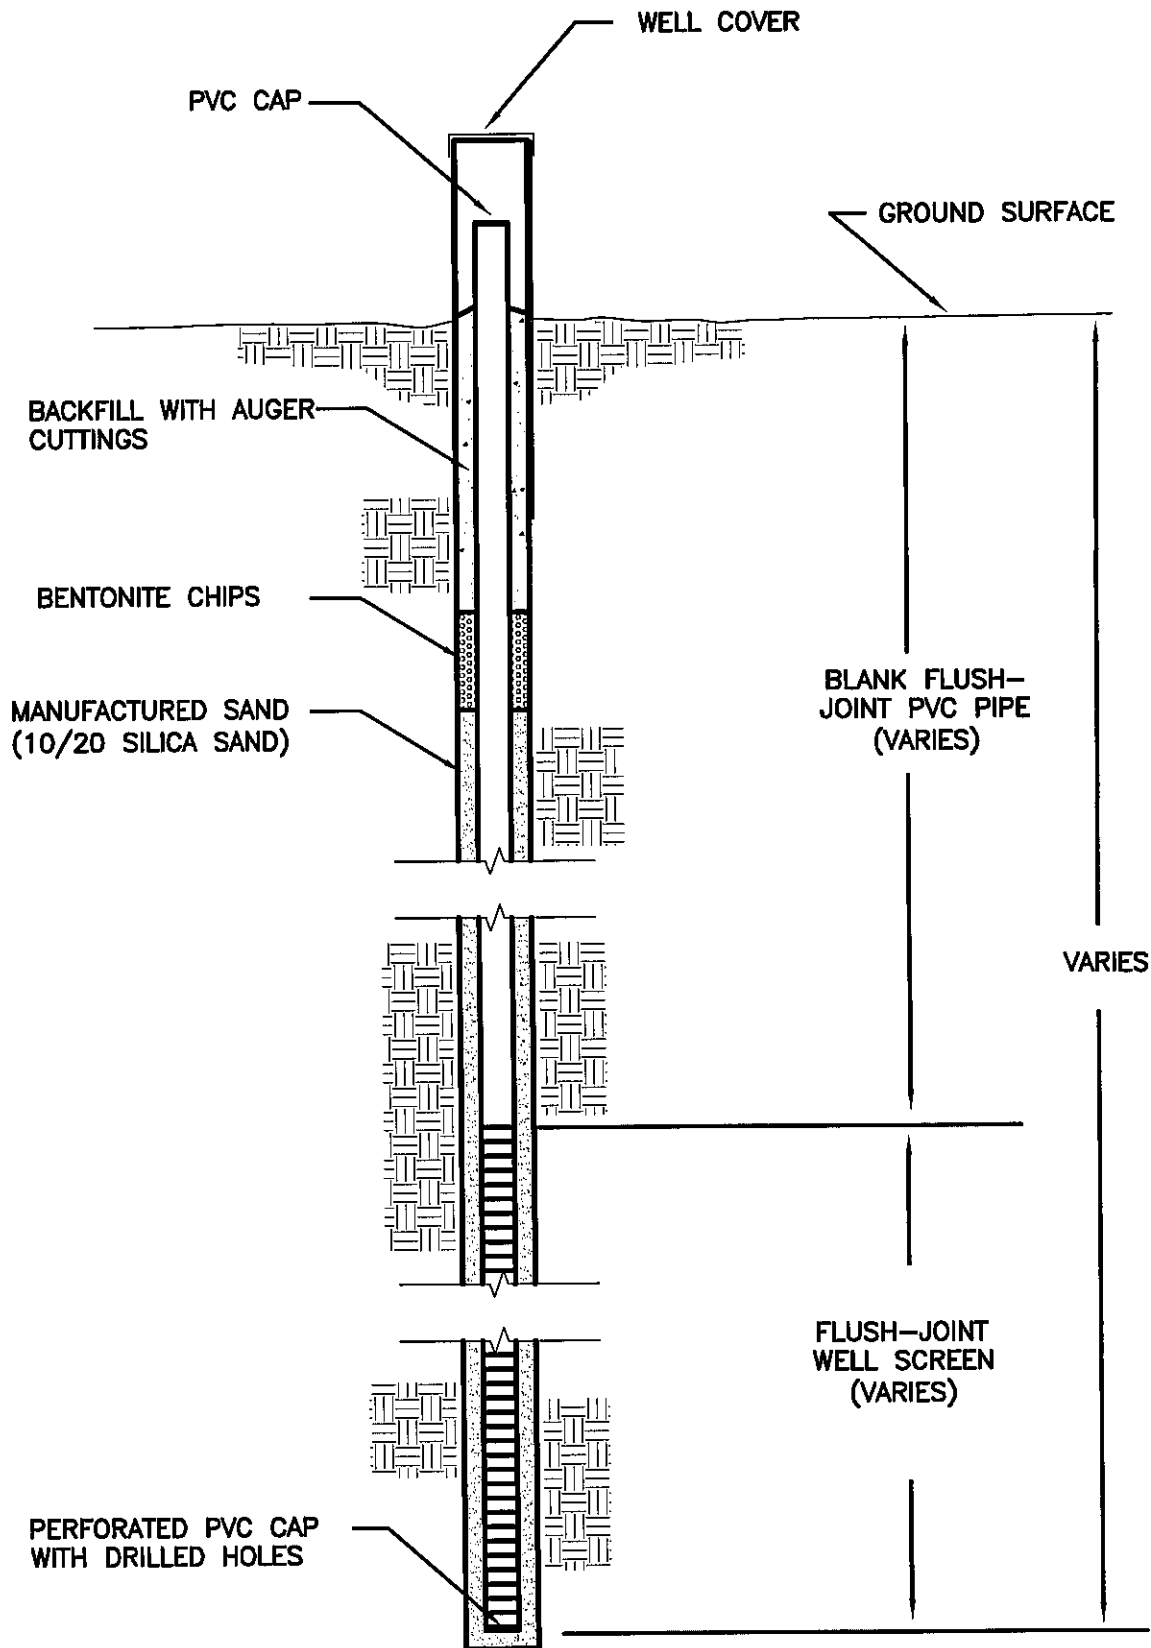 WELL COVER
PVC CAP
GROUND SURFACE
BACKFILL WITH AUGER
CUTTINGS
BENTONITE CHIPS
MANUFACTURED SAND
(10/20 SILICA SAND)
BLANK FLUSH-
JOINT PVC PIPE
(VARIES)
VARIES
FLUSH-JOINT
WELL SCREEN
(VARIES)
PERFORATED PVC CAP
WITH DRILLED HOLES